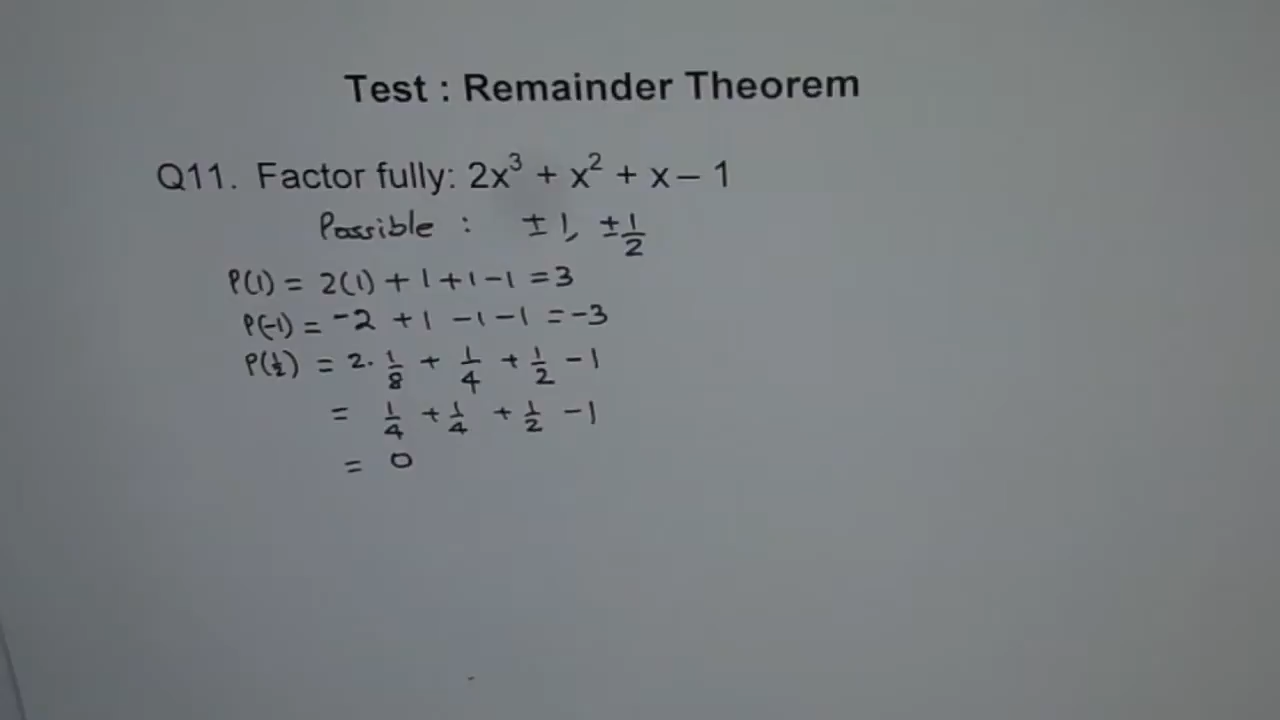 Test : Remainder Theorem
Q11. Factor fully: 2x³ + x² + x – 1
Possible : ± 1, ± 1/2
P(1) = 2(1) + 1 + 1 - 1 = 3
P(-1) = -2 + 1 - 1 - 1 = -3
P(1/2) = 2 · 1/8 + 1/4 + 1/2 - 1
= 1/4 + 1/4 + 1/2 - 1
= 0